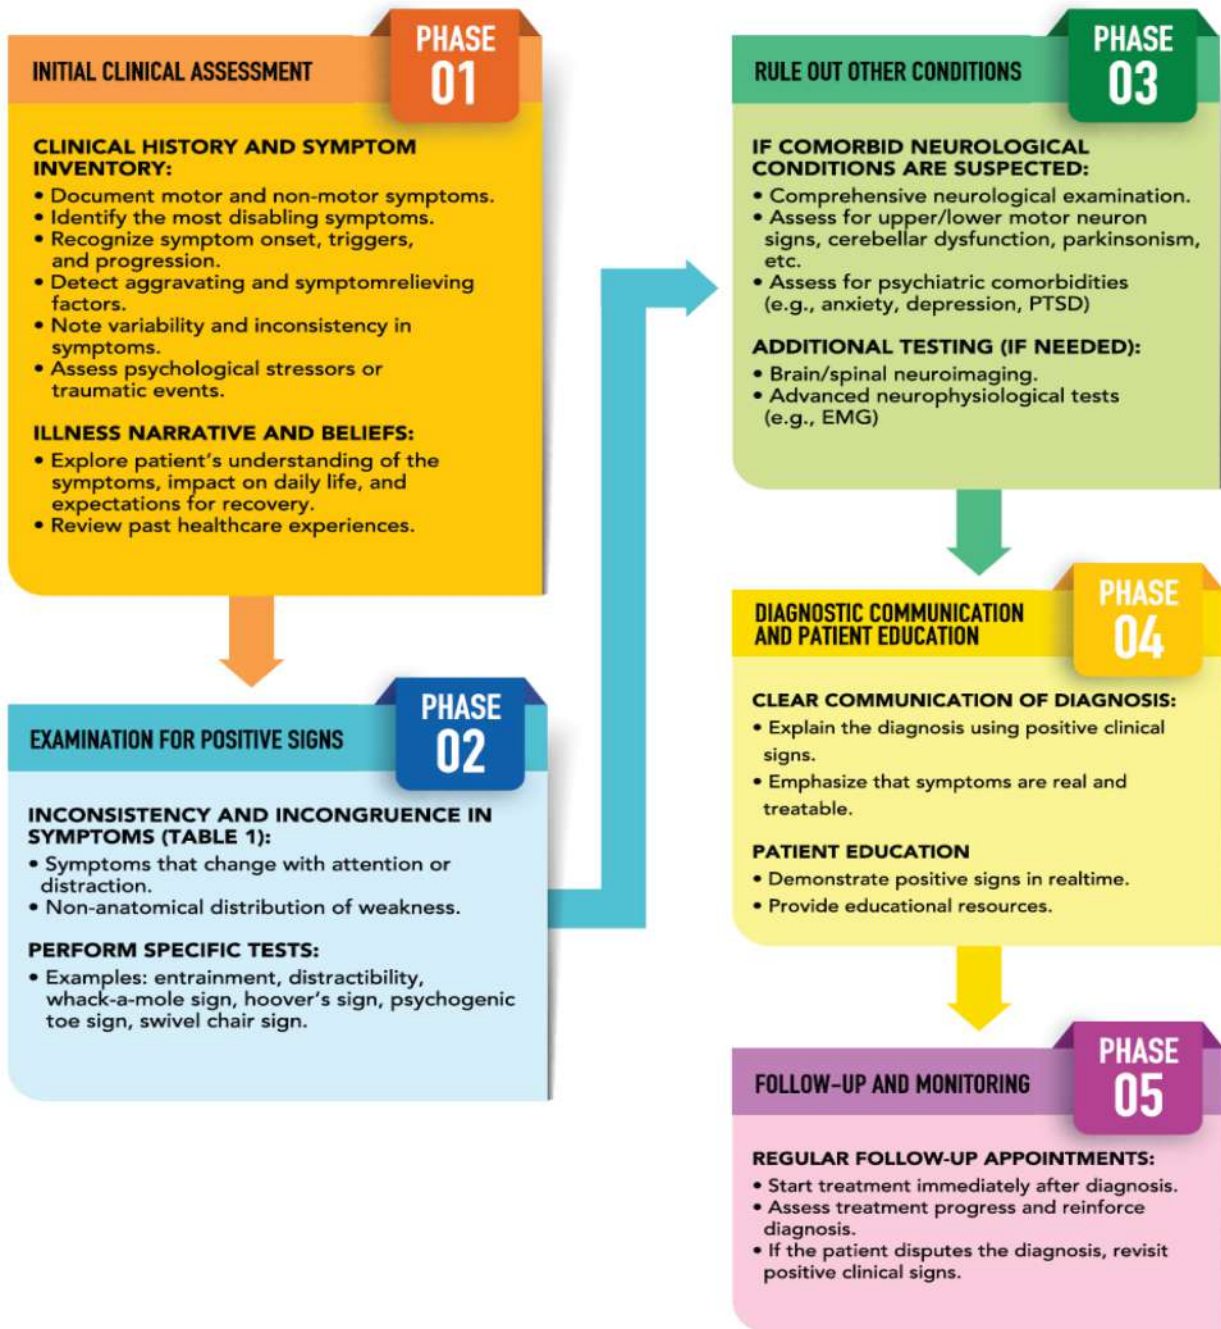 PHASE
01
INITIAL CLINICAL ASSESSMENT
CLINICAL HISTORY AND SYMPTOM
INVENTORY:
• Document motor and non-motor symptoms.
• Identify the most disabling symptoms.
• Recognize symptom onset, triggers,
and progression.
• Detect aggravating and symptomrelieving
factors.
• Note variability and inconsistency in
symptoms.
• Assess psychological stressors or
traumatic events.
ILLNESS NARRATIVE AND BELIEFS:
• Explore patient's understanding of the
symptoms, impact on daily life, and
expectations for recovery.
• Review past healthcare experiences.
PHASE
02
EXAMINATION FOR POSITIVE SIGNS
INCONSISTENCY AND INCONGRUENCE IN
SYMPTOMS (TABLE 1):
• Symptoms that change with attention or
distraction.
• Non-anatomical distribution of weakness.
PERFORM SPECIFIC TESTS:
• Examples: entrainment, distractibility,
whack-a-mole sign, hoover's sign, psychogenic
toe sign, swivel chair sign.
PHASE
03
RULE OUT OTHER CONDITIONS
IF COMORBID NEUROLOGICAL
CONDITIONS ARE SUSPECTED:
• Comprehensive neurological examination.
• Assess for upper/lower motor neuron
signs, cerebellar dysfunction, parkinsonism,
etc.
• Assess for psychiatric comorbidities
(e.g., anxiety, depression, PTSD)
ADDITIONAL TESTING (IF NEEDED):
• Brain/spinal neuroimaging.
• Advanced neurophysiological tests
(e.g., EMG)
PHASE
04
DIAGNOSTIC COMMUNICATION
AND PATIENT EDUCATION
CLEAR COMMUNICATION OF DIAGNOSIS:
• Explain the diagnosis using positive clinical
signs.
• Emphasize that symptoms are real and
treatable.
PATIENT EDUCATION
• Demonstrate positive signs in realtime.
• Provide educational resources.
PHASE
05
FOLLOW-UP AND MONITORING
REGULAR FOLLOW-UP APPOINTMENTS:
• Start treatment immediately after diagnosis.
• Assess treatment progress and reinforce
diagnosis.
• If the patient disputes the diagnosis, revisit
positive clinical signs.